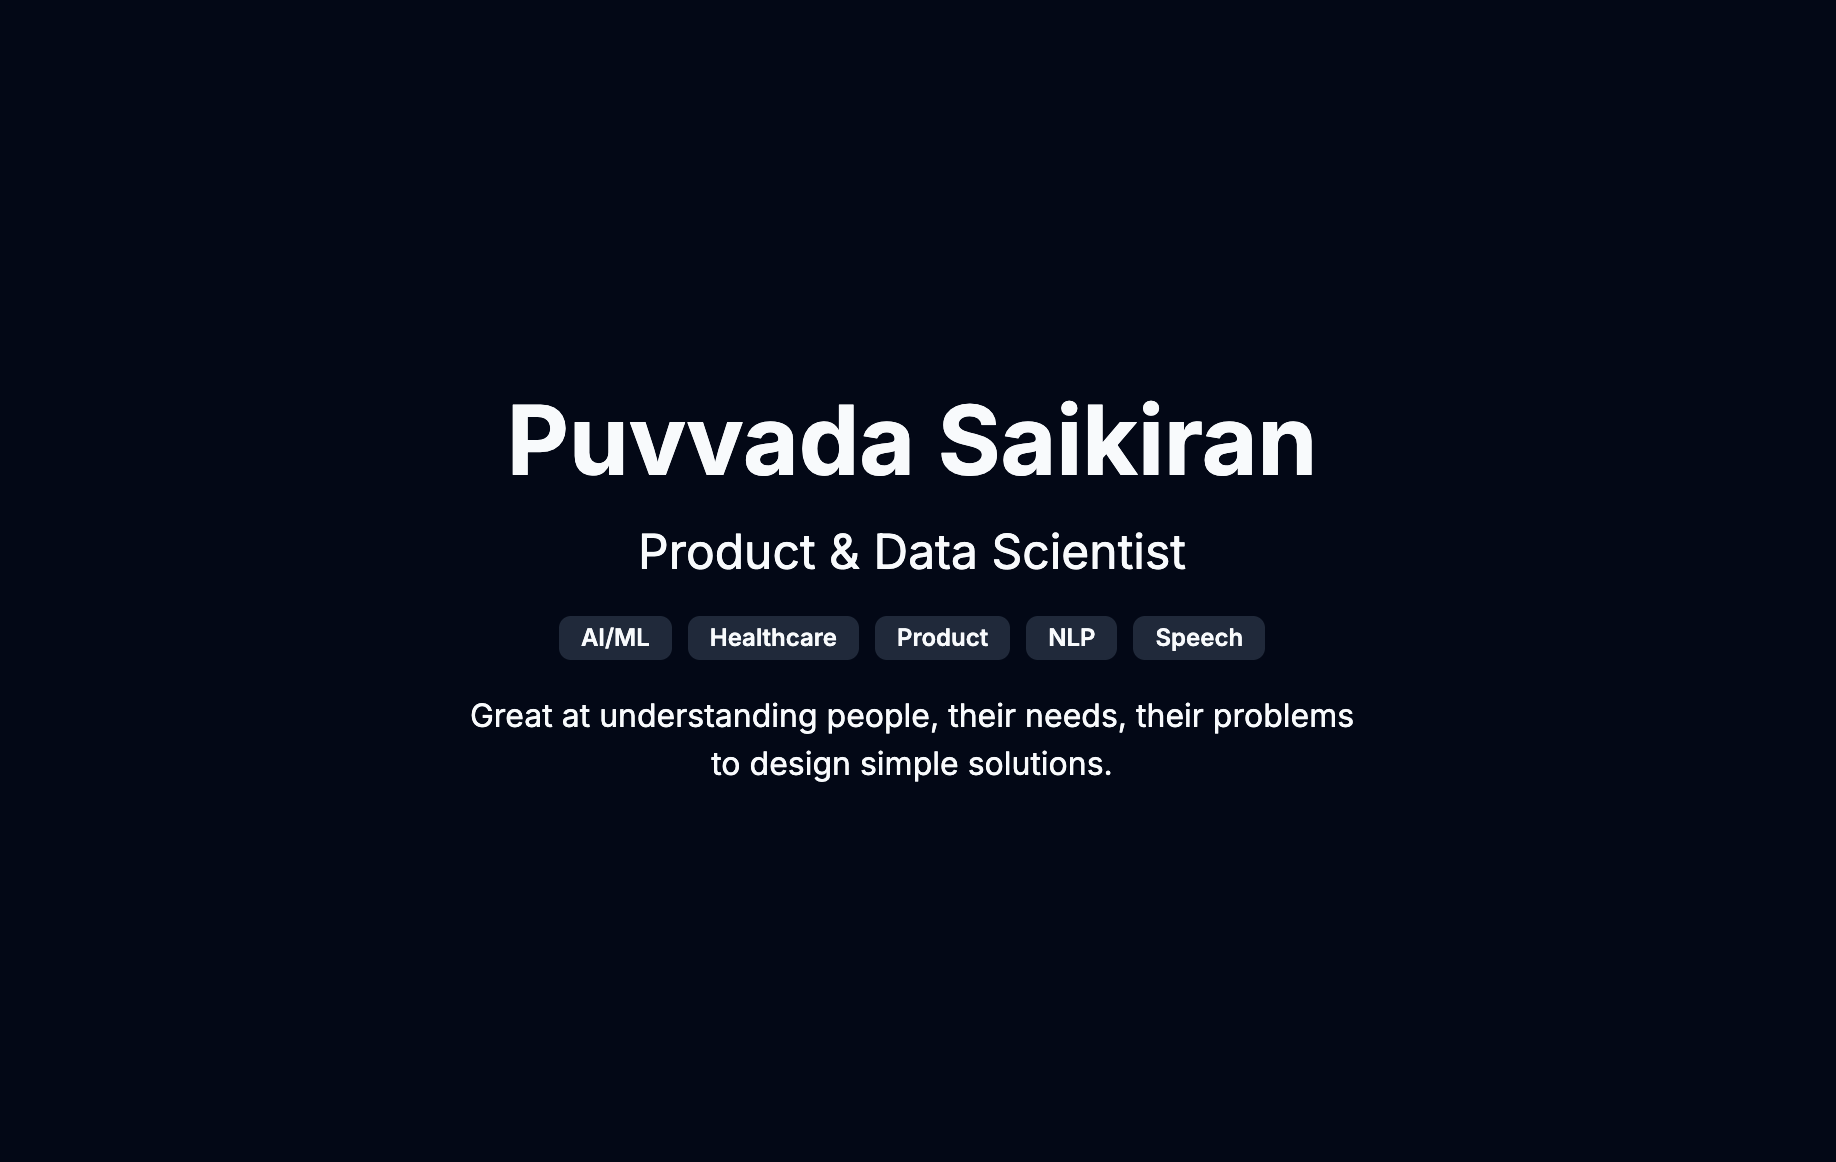 Puvvada Saikiran
Product & Data Scientist
AI/ML Healthcare Product NLP Speech
Great at understanding people, their needs, their problems
to design simple solutions.